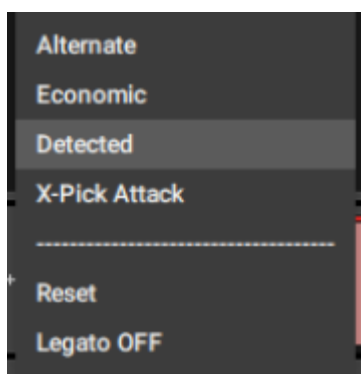 Alternate
Economic
Detected
X-Pick Attack
-----------------------------------
Reset
Legato OFF